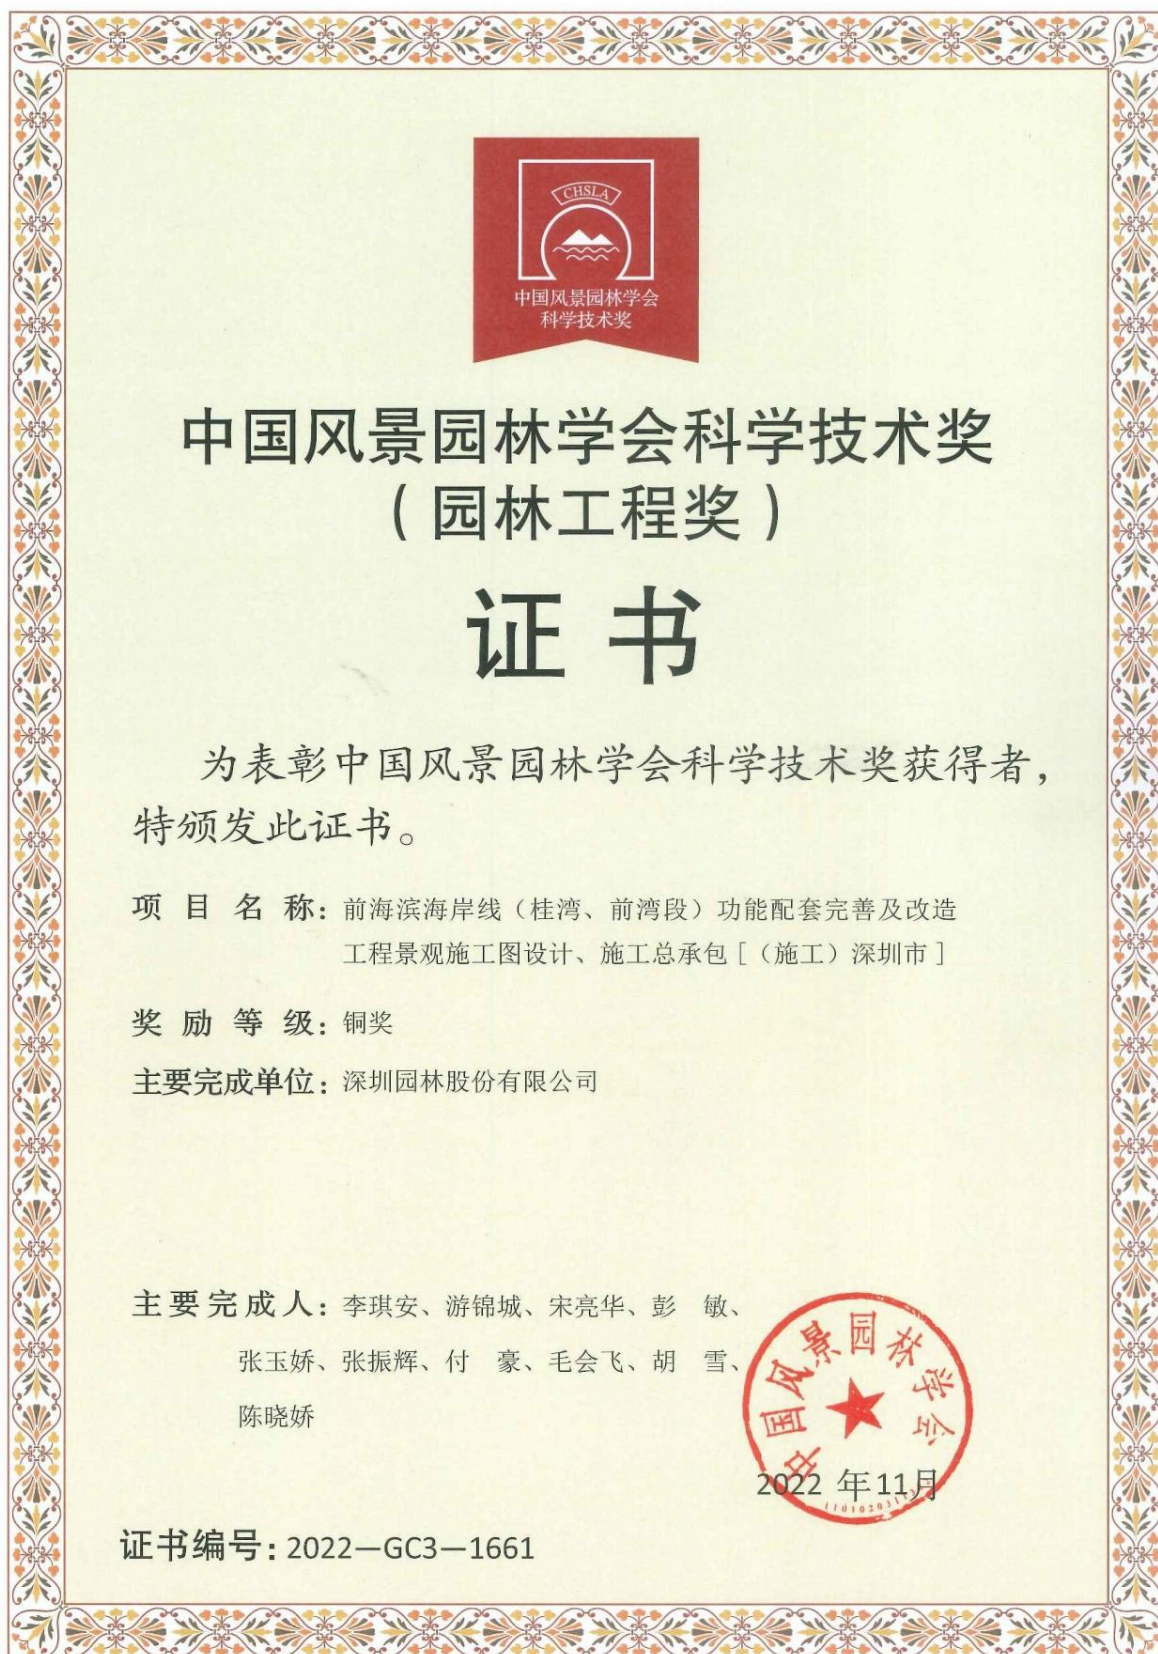 CHSLA
中国风景园林学会
科学技术奖
中国风景园林学会科学技术奖
（园林工程奖）
证书
为表彰中国风景园林学会科学技术奖获得者，
特颁发此证书。
项目名称：前海滨海岸线（桂湾、前湾段）功能配套完善及改造
工程景观施工图设计、施工总承包［（施工）深圳市］
奖励等级：铜奖
主要完成单位：深圳园林股份有限公司
主要完成人：李琪安、游锦城、宋亮华、彭 敏、
张玉娇、张振辉、付 豪、毛会飞、胡 雪、
陈晓娇
中国风景园林学会
2022 年11月
证书编号：2022—GC3—1661